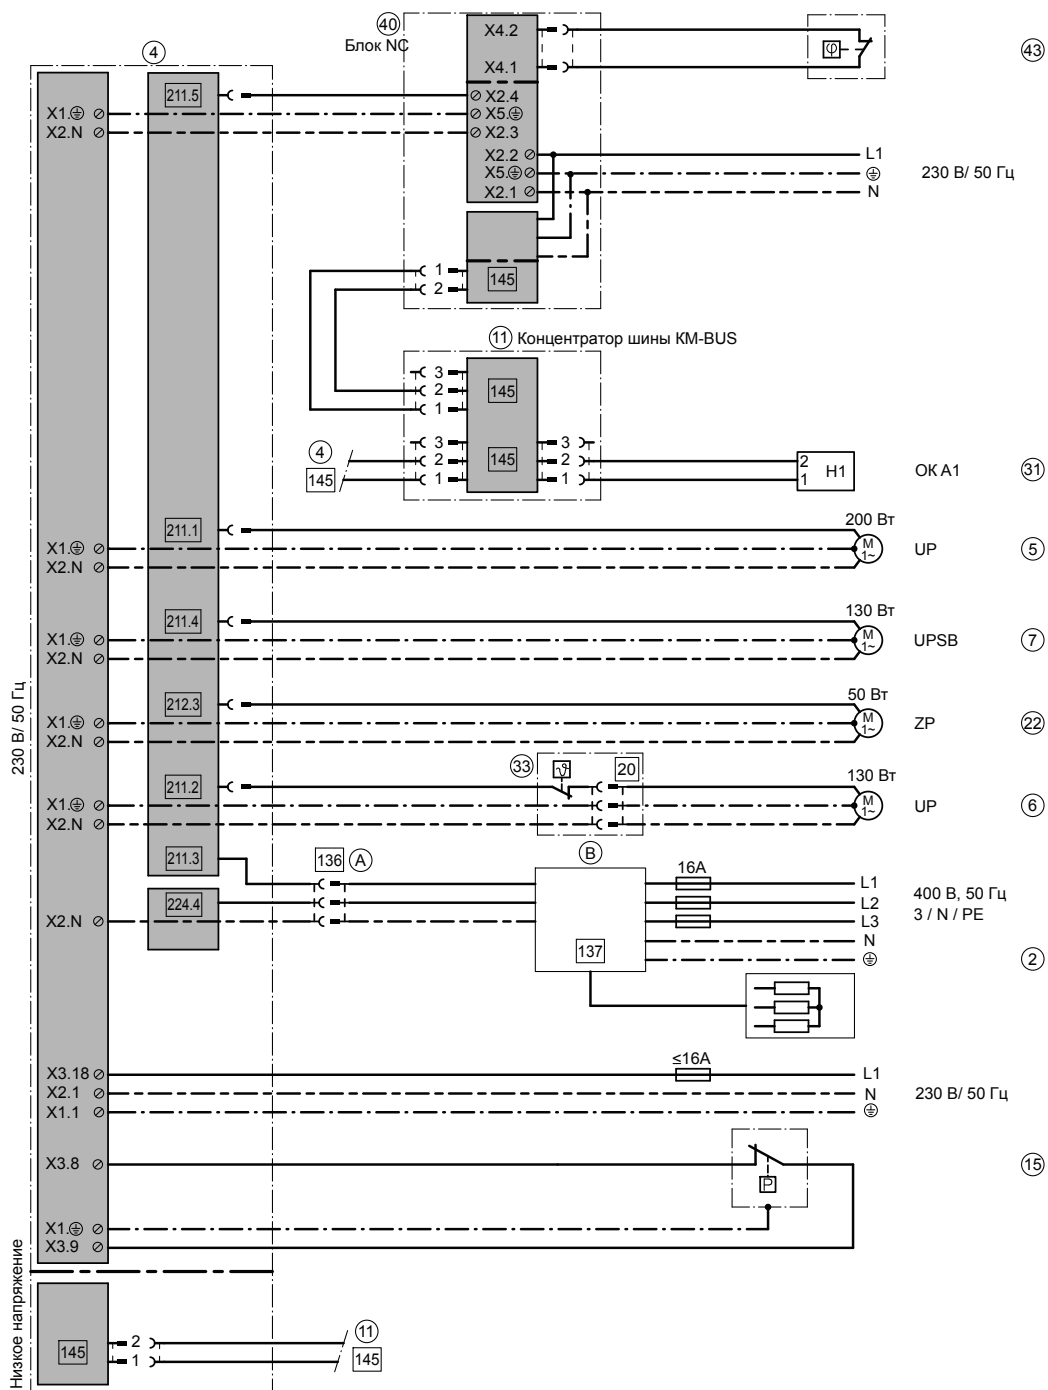 40
Блок NC
X4.2
X4.1
43
4
211.5
X2.4
X1.
X5.
X2.N
X2.3
X2.2
L1
X5.
230 В/ 50 Гц
X2.1
N
1
2
145
11 Концентратор шины KM-BUS
3
2
1
145
4
145
3
2
1
145
3
2
1
2
1
H1
ОК A1
31
211.1
200 Вт
X1.
M
1~
UP
5
X2.N
211.4
130 Вт
X1.
M
1~
UPSB
7
X2.N
212.3
50 Вт
X1.
M
1~
ZP
22
X2.N
230 В/ 50 Гц
33
ϑ
20
211.2
130 Вт
X1.
M
1~
UP
6
X2.N
211.3
136 A
B
16A
L1
224.4
L2
400 В, 50 Гц
3 / N / PE
X2.N
L3
N
137
2
X3.18
≤16A
L1
X2.1
N
230 В/ 50 Гц
X1.1
X3.8
P
15
X1.
X3.9
Низкое напряжение
145
2
1
11
145
φ